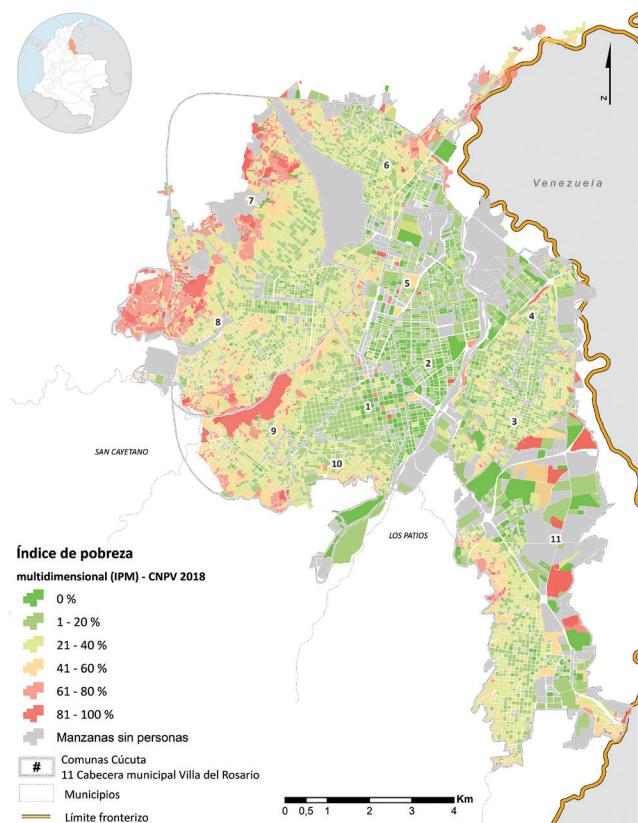 N
Venezuela
6
7
5
4
8
2
1
3
9
10
SAN CAYETANO
LOS PATIOS
11
Índice de pobreza
multidimensional (IPM) - CNPV 2018
0 %
1 - 20 %
21 - 40 %
41 - 60 %
61 - 80 %
81 - 100 %
Manzanas sin personas
# Comunas Cúcuta
11 Cabecera municipal Villa del Rosario
Municipios
Límite fronterizo
Km
0 0,5 1 2 3 4